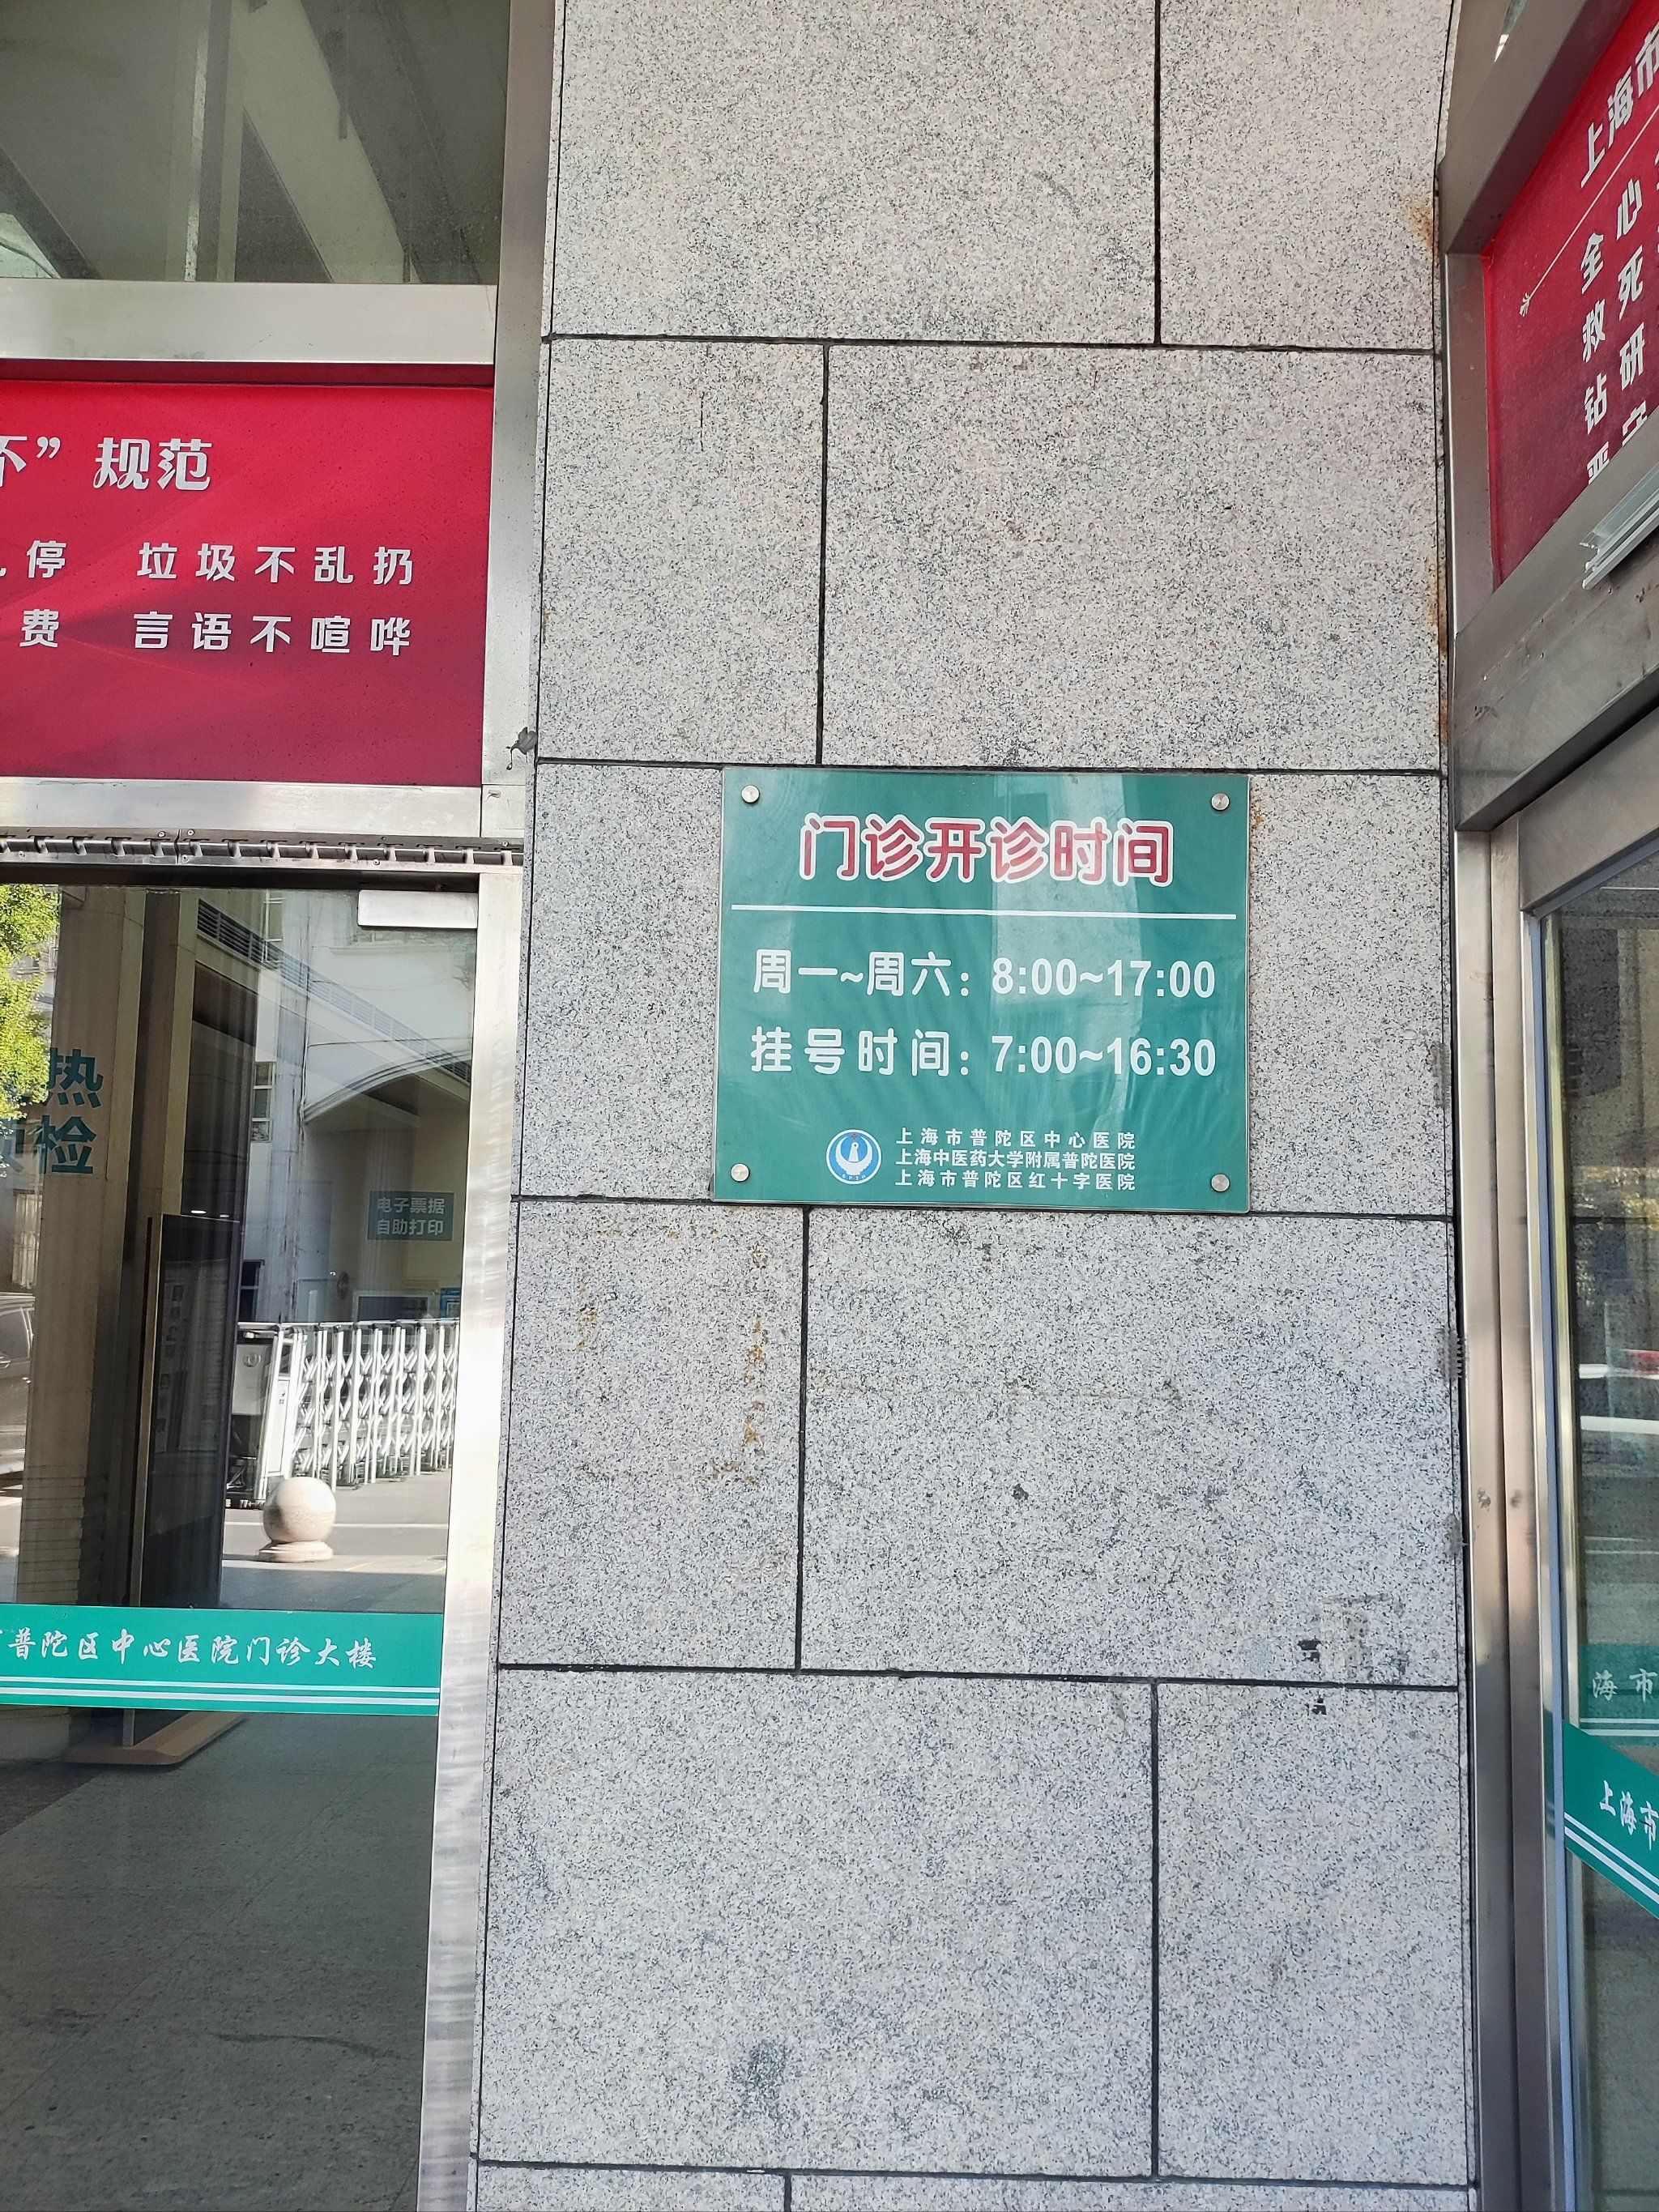 不”规范
停 垃圾不乱扔
费 言语不喧哗
上海市
全心
救死
钻研
门诊开诊时间
周一~周六：8:00~17:00
挂号时间：7:00~16:30
上海市普陀区中心医院
上海中医药大学附属普陀医院
上海市普陀区红十字医院
热
检
电子票据
自助打印
普陀区中心医院门诊大楼
海市
上海市